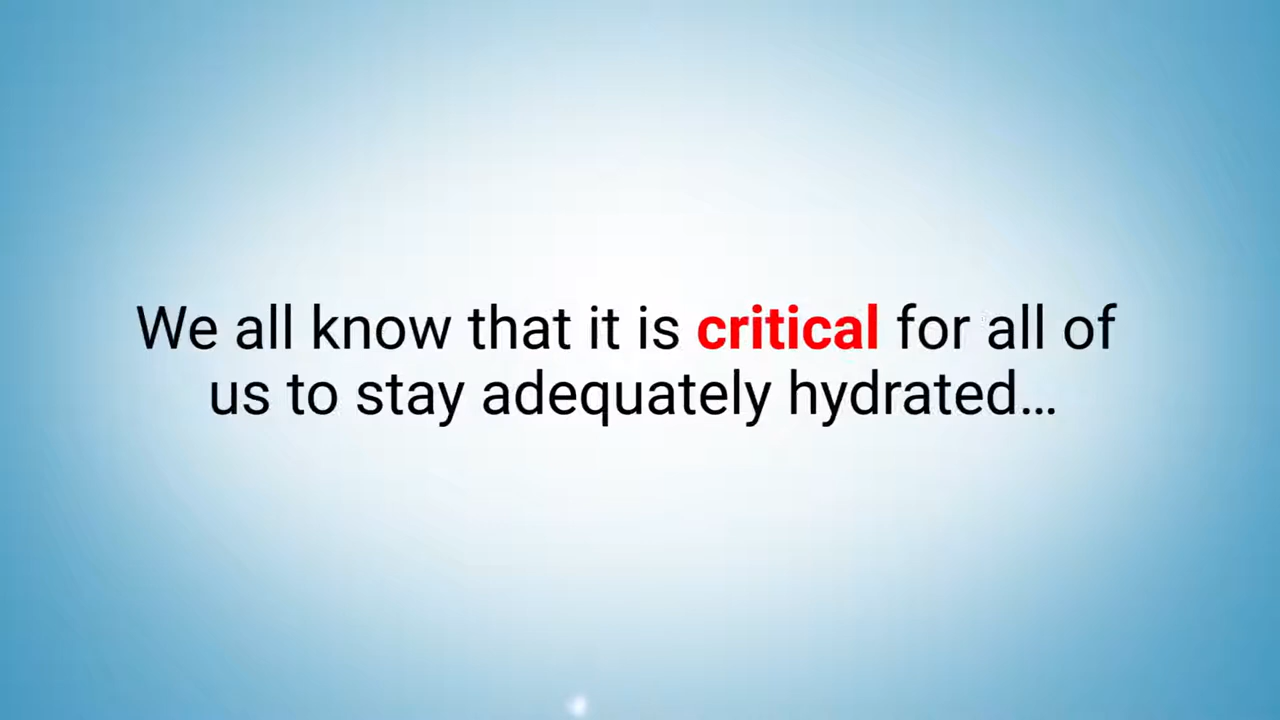 We all know that it is critical for all of
us to stay adequately hydrated…